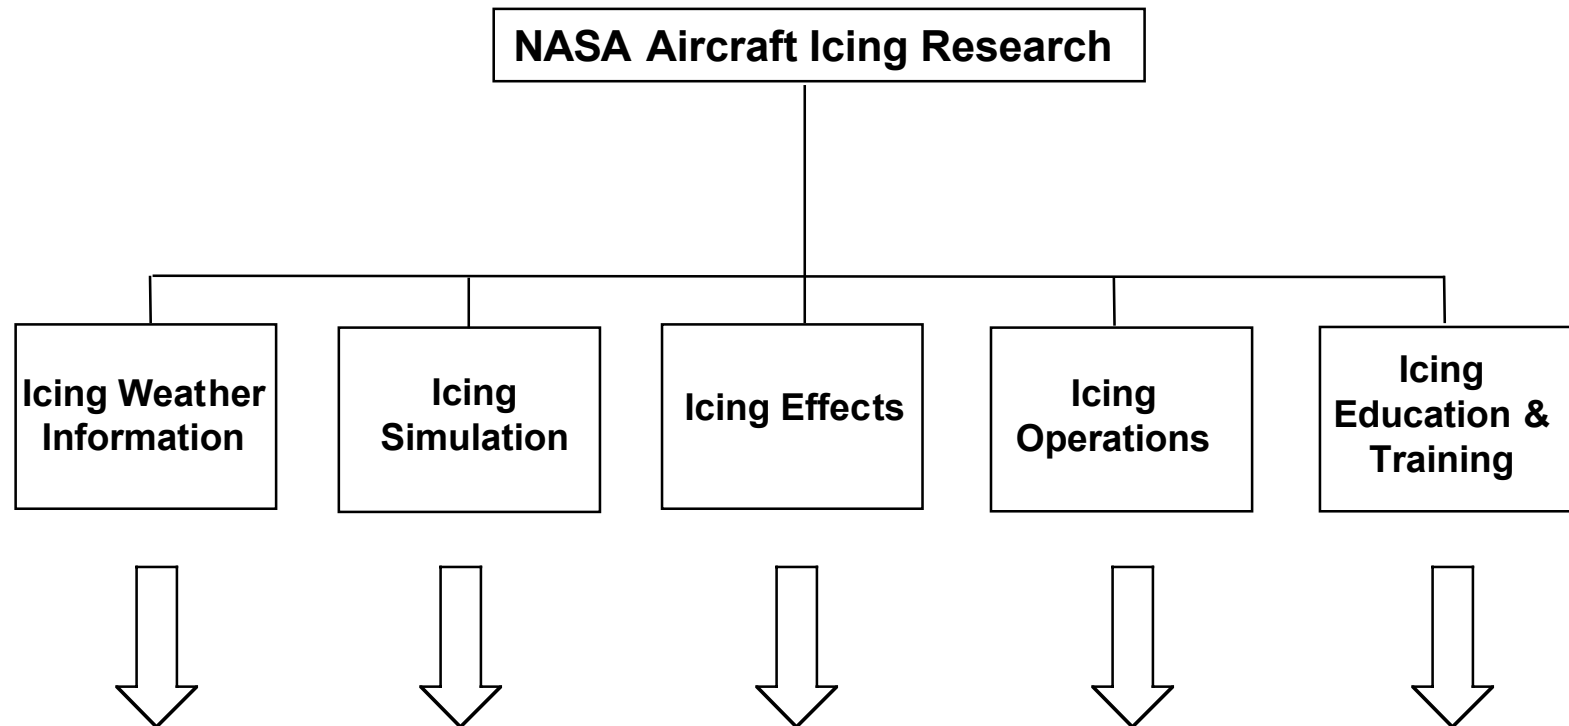 NASA Aircraft Icing Research
Icing Weather
Information
Icing
Simulation
Icing Effects
Icing
Operations
Icing
Education &
Training